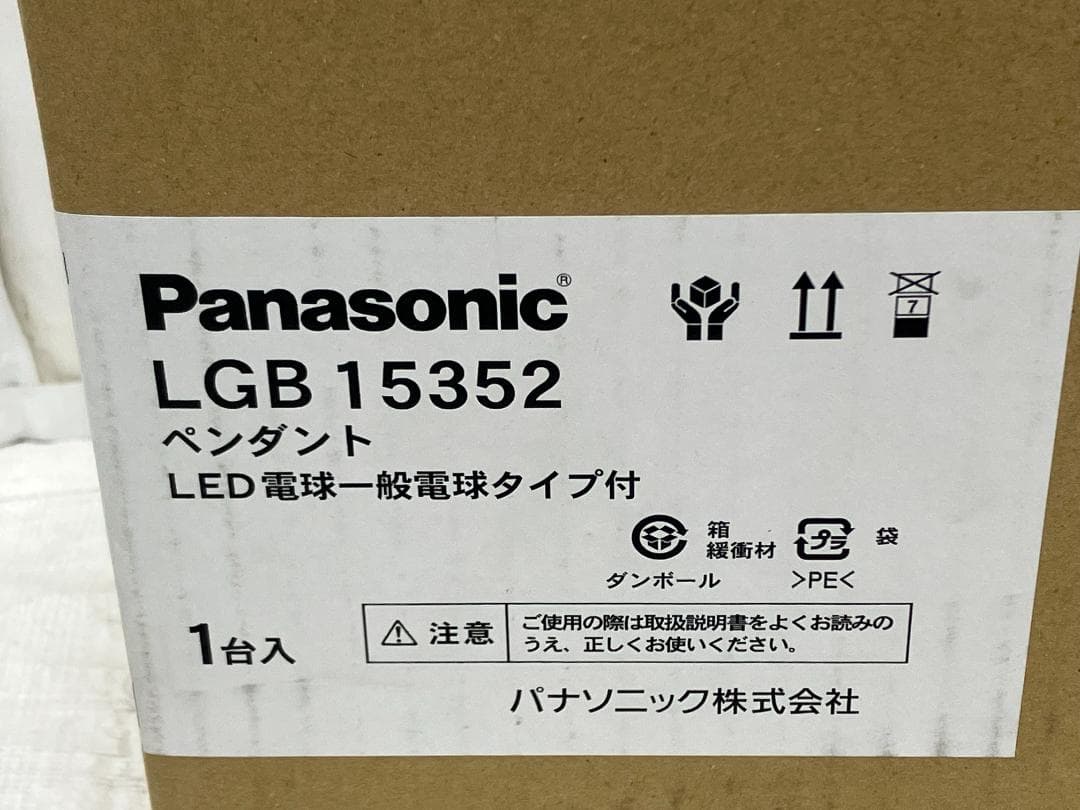 Panasonic®
LGB 15352
7
ペンダント
LED電球一般電球タイプ付
箱
緩衝材
ダンボール
プラ
袋
>PE<
1台入
注意
ご使用の際は取扱説明書をよくお読みの
うえ、正しくお使いください。
パナソニック株式会社